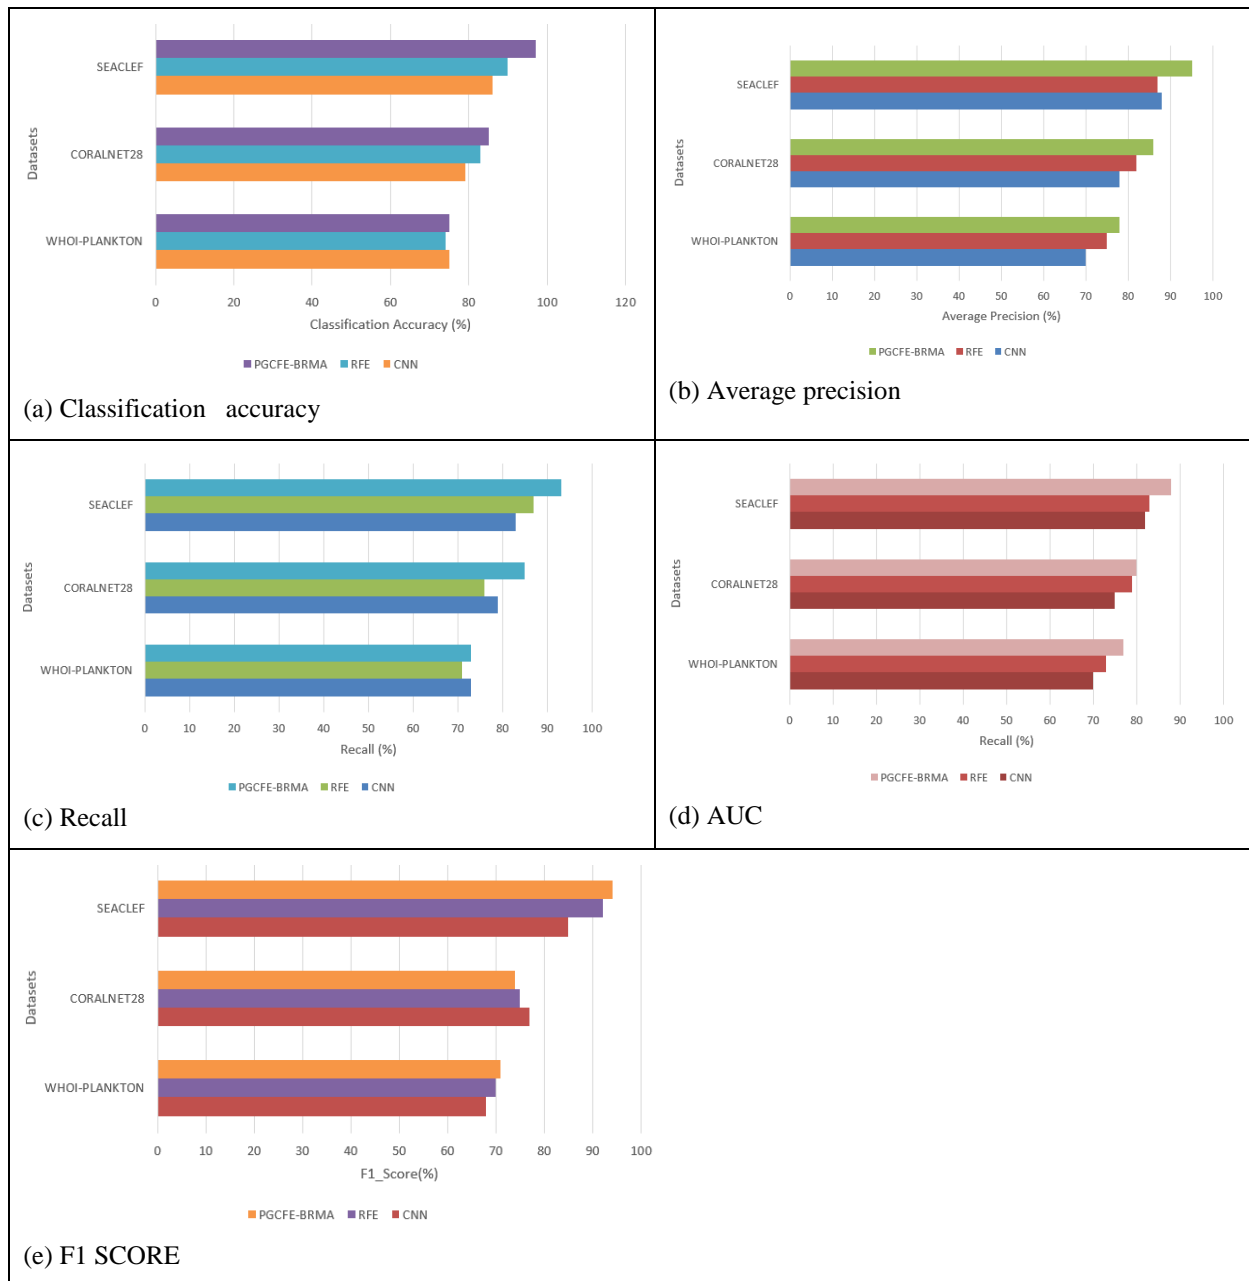 SEACLEF
CORALNET28
WHOI-PLANKTON
Datasets
0 20 40 60 80 100 120
Classification Accuracy (%)
PGCFE-BRMA RFE CNN
(a) Classification accuracy
SEACLEF
CORALNET28
WHOI-PLANKTON
Datasets
0 10 20 30 40 50 60 70 80 90 100
Average Precision (%)
PGCFE-BRMA RFE CNN
(b) Average precision
SEACLEF
CORALNET28
WHOI-PLANKTON
Datasets
0 10 20 30 40 50 60 70 80 90 100
Recall (%)
PGCFE-BRMA RFE CNN
(c) Recall
SEACLEF
CORALNET28
WHOI-PLANKTON
Datasets
0 10 20 30 40 50 60 70 80 90 100
Recall (%)
PGCFE-BRMA RFE CNN
(d) AUC
SEACLEF
CORALNET28
WHOI-PLANKTON
Datasets
0 10 20 30 40 50 60 70 80 90 100
F1_Score(%)
PGCFE-BRMA RFE CNN
(e) F1 SCORE